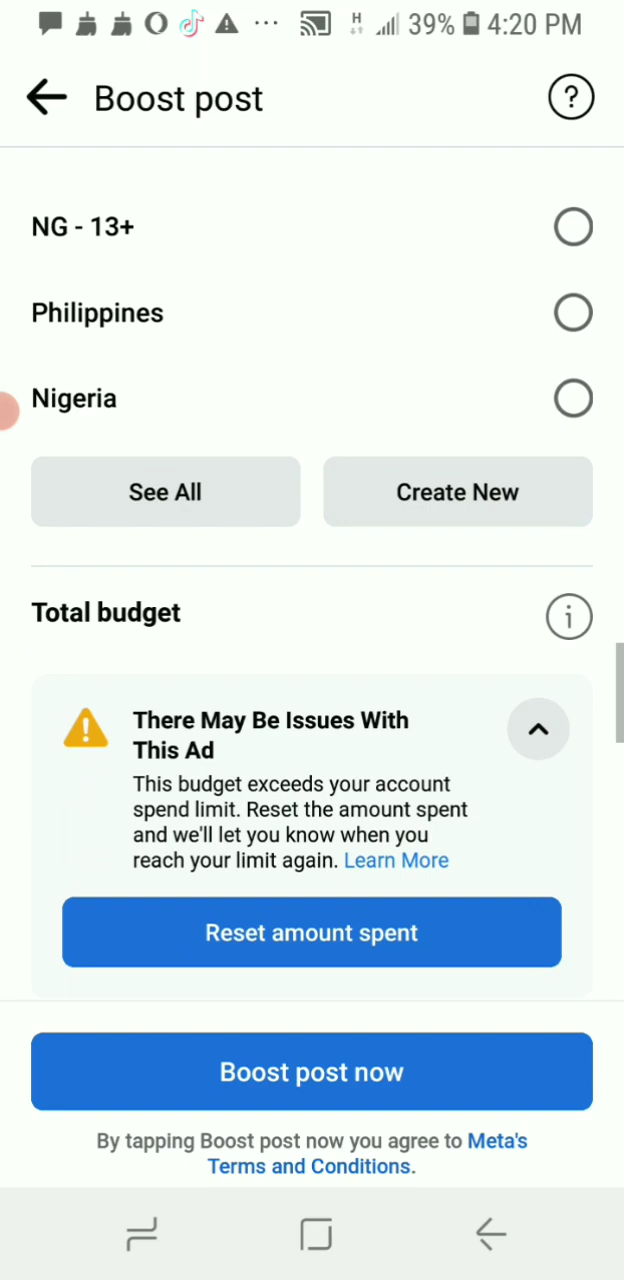 H 39% 4:20 PM
Boost post ?
NG - 13+
Philippines
Nigeria
See All Create New
Total budget i
There May Be Issues With
This Ad
This budget exceeds your account
spend limit. Reset the amount spent
and we'll let you know when you
reach your limit again. Learn More
Reset amount spent
Boost post now
By tapping Boost post now you agree to Meta's
Terms and Conditions.